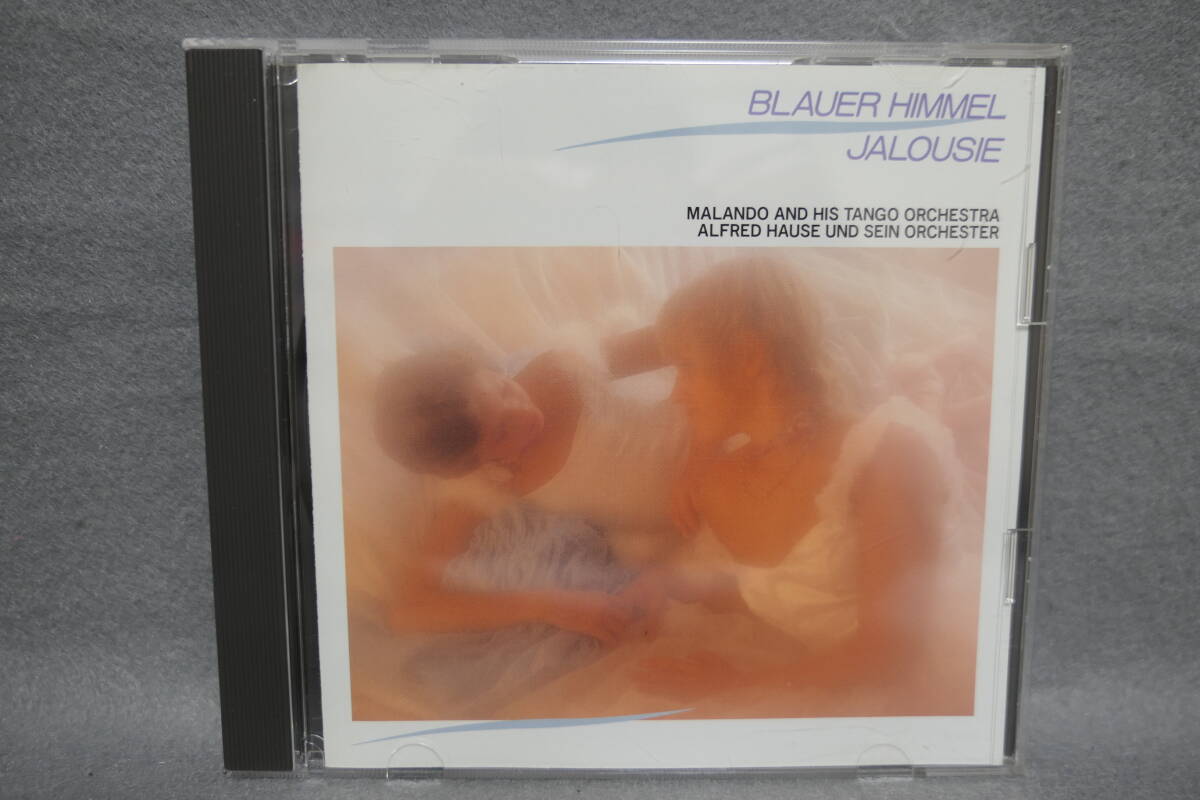 BLAUER HIMMEL
JALOUSIE
MALANDO AND HIS TANGO ORCHESTRA
ALFRED HAUSE UND SEIN ORCHESTER